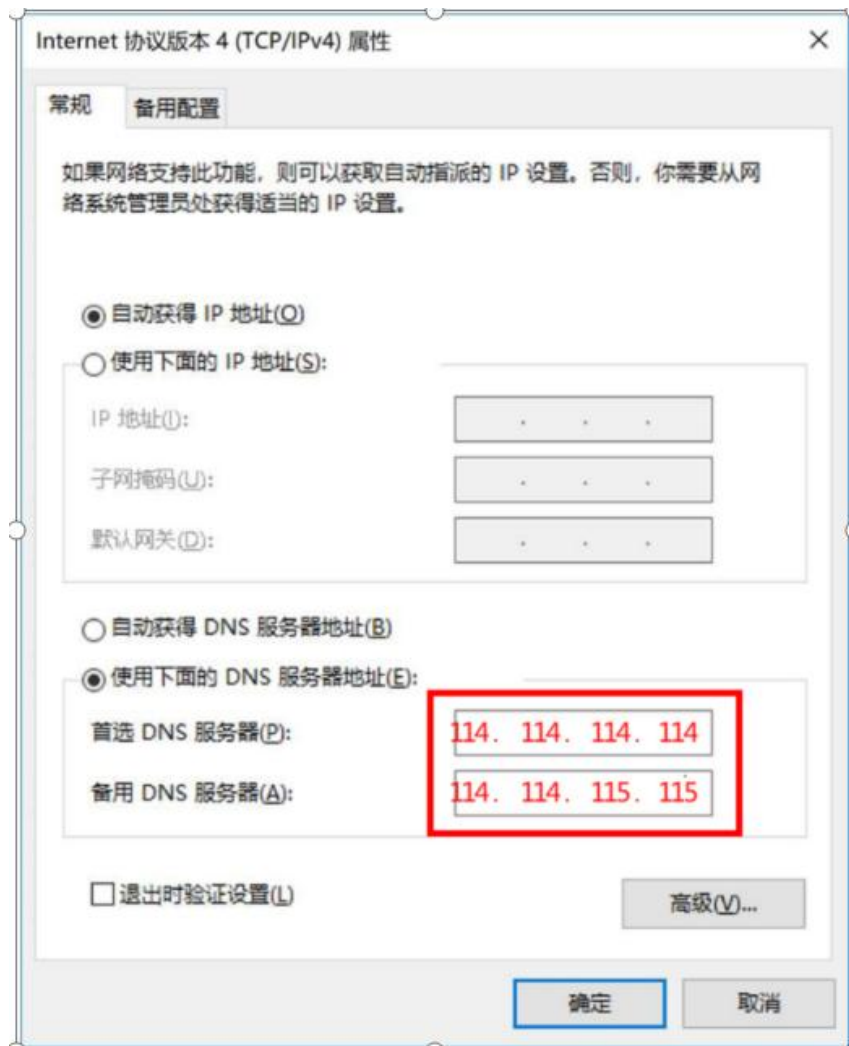 Internet 协议版本 4 (TCP/IPv4) 属性
常规 备用配置
如果网络支持此功能，则可以获取自动指派的 IP 设置。否则，你需要从网
络系统管理员处获得适当的 IP 设置。
自动获得 IP 地址(O)
使用下面的 IP 地址(S):
IP 地址(I):
子网掩码(U):
默认网关(D):
自动获得 DNS 服务器地址(B)
使用下面的 DNS 服务器地址(E):
首选 DNS 服务器(P): 114. 114. 114. 114
备用 DNS 服务器(A): 114. 114. 115. 115
退出时验证设置(L)
高级(V)...
确定 取消